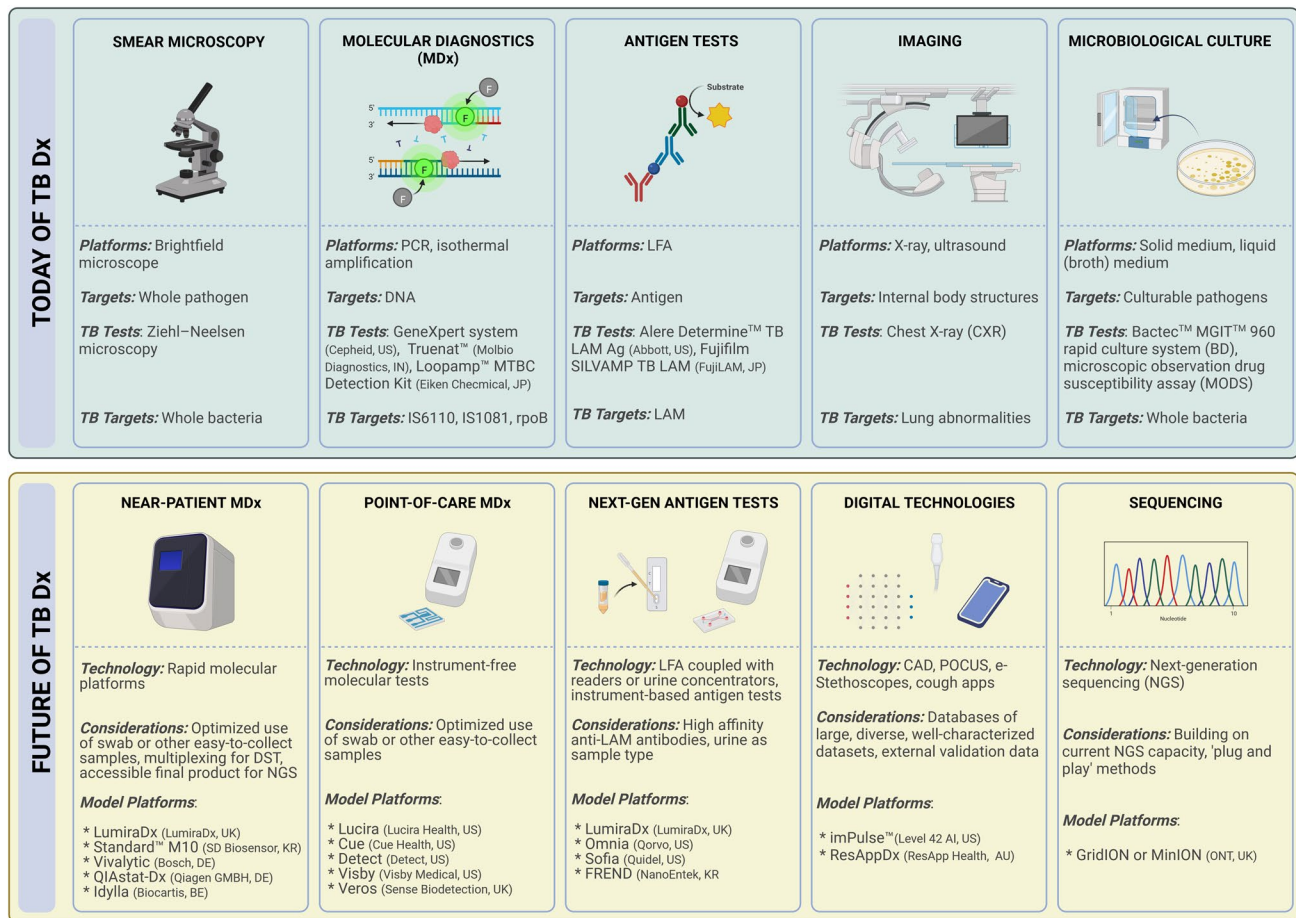 TODAY OF TB Dx
SMEAR MICROSCOPY
Platforms: Brightfield
microscope
Targets: Whole pathogen
TB Tests: Ziehl–Neelsen
microscopy
TB Targets: Whole bacteria
MOLECULAR DIAGNOSTICS
(MDx)
F
5'
3'
F
5'
3'
F
F
Platforms: PCR, isothermal
amplification
Targets: DNA
TB Tests: GeneXpert system
(Cepheid, US), Truenat™ (Molbio
Diagnostics, IN), Loopamp™ MTBC
Detection Kit (Eiken Checmical, JP)
TB Targets: IS6110, IS1081, rpoB
ANTIGEN TESTS
Substrate
Platforms: LFA
Targets: Antigen
TB Tests: Alere Determine™ TB
LAM Ag (Abbott, US), Fujifilm
SILVAMP TB LAM (FujiLAM, JP)
TB Targets: LAM
IMAGING
Platforms: X-ray, ultrasound
Targets: Internal body structures
TB Tests: Chest X-ray (CXR)
TB Targets: Lung abnormalities
MICROBIOLOGICAL CULTURE
Platforms: Solid medium, liquid
(broth) medium
Targets: Culturable pathogens
TB Tests: Bactec™ MGIT™ 960
rapid culture system (BD),
microscopic observation drug
susceptibility assay (MODS)
TB Targets: Whole bacteria
FUTURE OF TB Dx
NEAR-PATIENT MDx
Technology: Rapid molecular
platforms
Considerations: Optimized use
of swab or other easy-to-collect
samples, multiplexing for DST,
accessible final product for NGS
Model Platforms:
* LumiraDx (LumiraDx, UK)
* Standard™ M10 (SD Biosensor, KR)
* Vivalytic (Bosch, DE)
* QIAstat-Dx (Qiagen GMBH, DE)
* Idylla (Biocartis, BE)
POINT-OF-CARE MDx
Technology: Instrument-free
molecular tests
Considerations: Optimized use
of swab or other easy-to-collect
samples
Model Platforms:
* Lucira (Lucira Health, US)
* Cue (Cue Health, US)
* Detect (Detect, US)
* Visby (Visby Medical, US)
* Veros (Sense Biodetection, UK)
NEXT-GEN ANTIGEN TESTS
Technology: LFA coupled with
readers or urine concentrators,
instrument-based antigen tests
Considerations: High affinity
anti-LAM antibodies, urine as
sample type
Model Platforms:
* LumiraDx (LumiraDx, UK)
* Omnia (Qorvo, US)
* Sofia (Quidel, US)
* FREND (NanoEntek, KR
DIGITAL TECHNOLOGIES
Technology: CAD, POCUS, e-
Stethoscopes, cough apps
Considerations: Databases of
large, diverse, well-characterized
datasets, external validation data
Model Platforms:
* imPulse™ (Level 42 AI, US)
* ResAppDx (ResApp Health, AU)
SEQUENCING
1
10
Nucleotide
Technology: Next-generation
sequencing (NGS)
Considerations: Building on
current NGS capacity, 'plug and
play' methods
Model Platforms:
* GridION or MinION (ONT, UK)